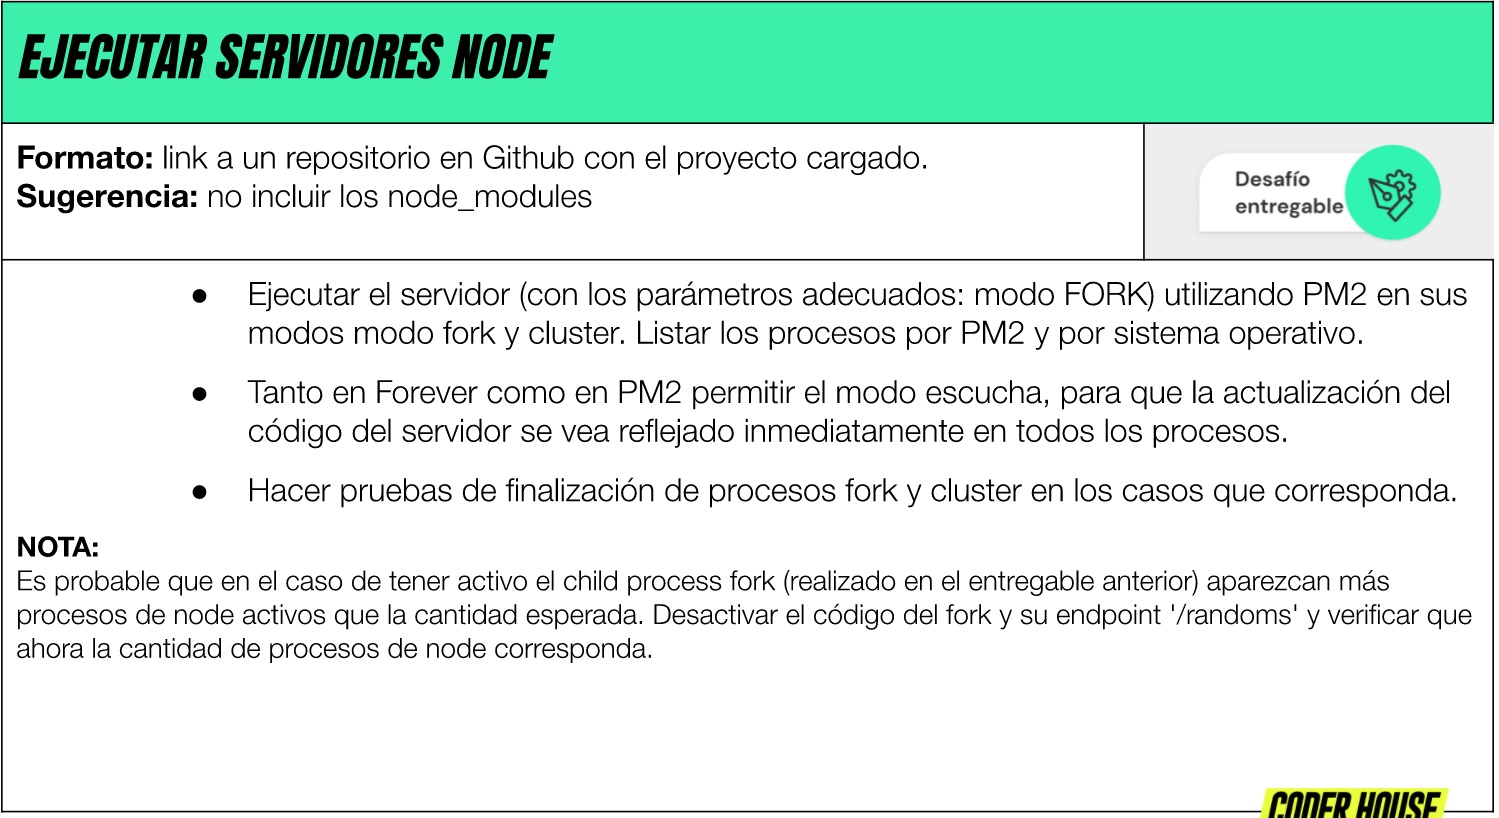 EJECUTAR SERVIDORES NODE
Formato: link a un repositorio en Github con el proyecto cargado.
Sugerencia: no incluir los node_modules
Desafío
entregable
● Ejecutar el servidor (con los parámetros adecuados: modo FORK) utilizando PM2 en sus
modos modo fork y cluster. Listar los procesos por PM2 y por sistema operativo.
● Tanto en Forever como en PM2 permitir el modo escucha, para que la actualización del
código del servidor se vea reflejado inmediatamente en todos los procesos.
● Hacer pruebas de finalización de procesos fork y cluster en los casos que corresponda.
NOTA:
Es probable que en el caso de tener activo el child process fork (realizado en el entregable anterior) aparezcan más
procesos de node activos que la cantidad esperada. Desactivar el código del fork y su endpoint '/randoms' y verificar que
ahora la cantidad de procesos de node corresponda.
CODER HOUSE